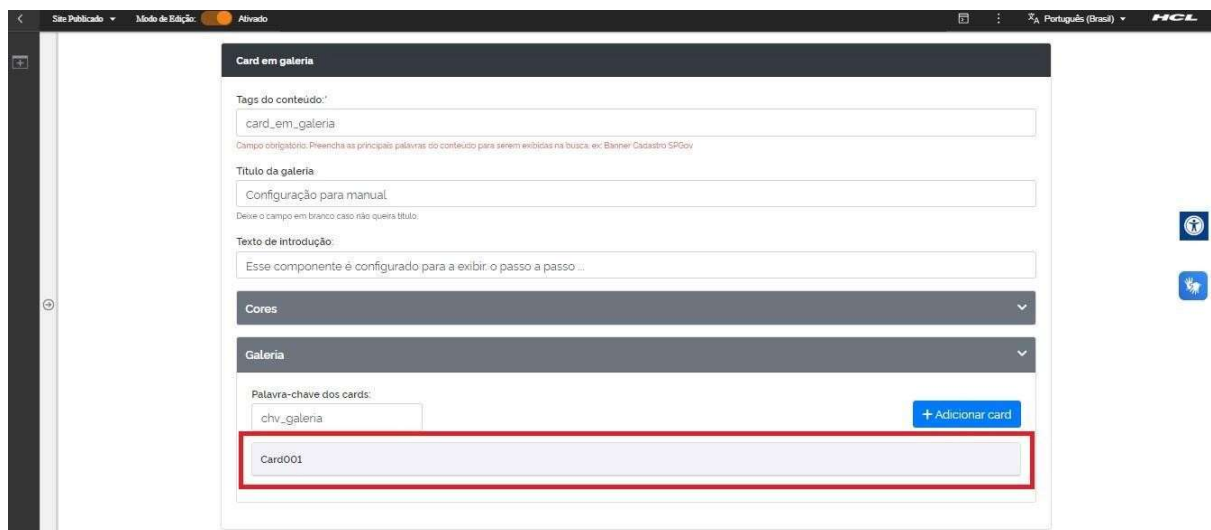 Site Publicado Modo de Edição: Ativado Português (Brasil) HCL
Card em galeria
Tags do conteúdo:*
card_em_galeria
Campo obrigatório. Preencha as principais palavras do conteúdo para serem exibidas na busca. ex: Banner Cadastro SPGov
Título da galeria
Configuração para manual
Deixe o campo em branco caso não queira título.
Texto de introdução:
Esse componente é configurado para a exibir. o passo a passo ...
Cores
Galeria
Palavra-chave dos cards:
chv_galeria
+ Adicionar card
Card001